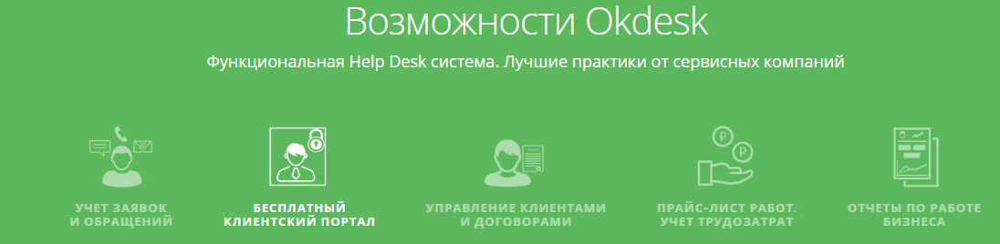 Возможности Okdesk
Функциональная Help Desk система. Лучшие практики от сервисных компаний
УЧЕТ ЗАЯВОК
И ОБРАЩЕНИЙ
БЕСПЛАТНЫЙ
КЛИЕНТСКИЙ ПОРТАЛ
УПРАВЛЕНИЕ КЛИЕНТАМИ
И ДОГОВОРАМИ
ПРАЙС-ЛИСТ РАБОТ.
УЧЕТ ТРУДОЗАТРАТ
ОТЧЕТЫ ПО РАБОТЕ
БИЗНЕСА